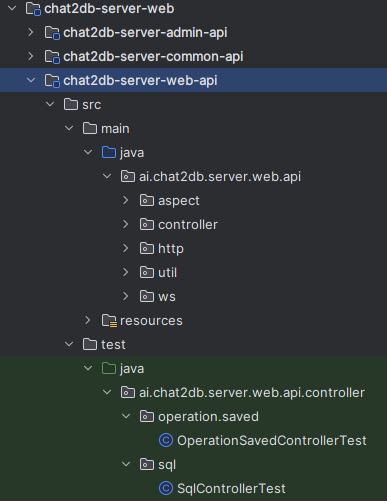 chat2db-server-web
chat2db-server-admin-api
chat2db-server-common-api
chat2db-server-web-api
src
main
java
ai.chat2db.server.web.api
aspect
controller
http
util
ws
resources
test
java
ai.chat2db.server.web.api.controller
operation.saved
OperationSavedControllerTest
sql
SqlControllerTest